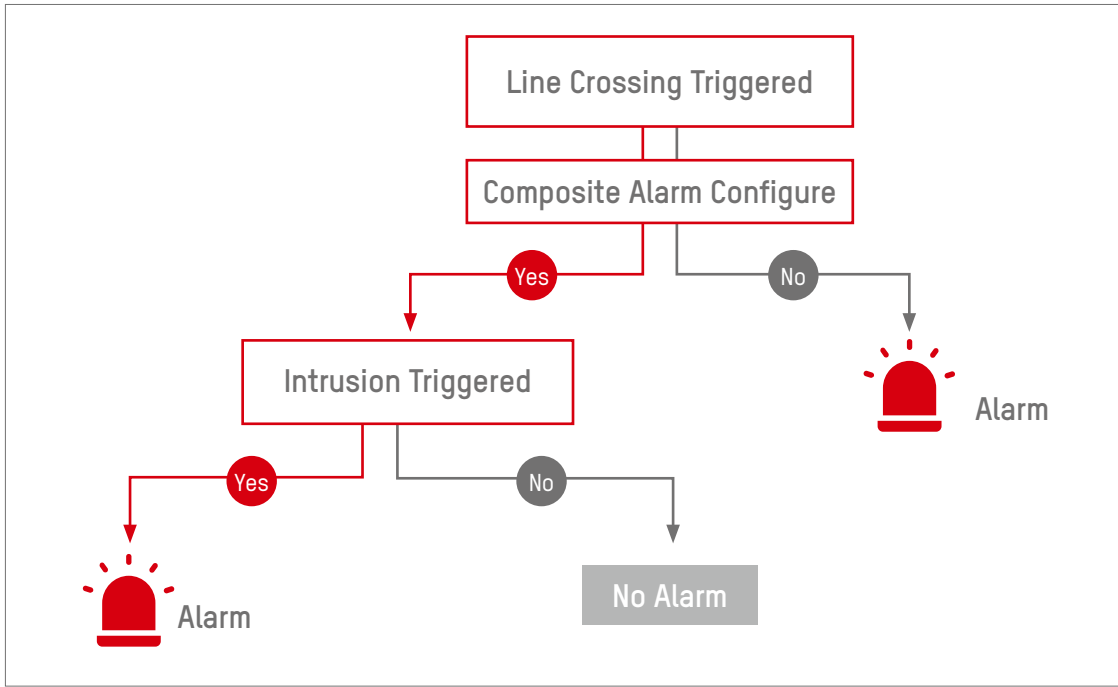 Line Crossing Triggered
Composite Alarm Configure
Yes
No
Intrusion Triggered
Alarm
Yes
No
No Alarm
Alarm